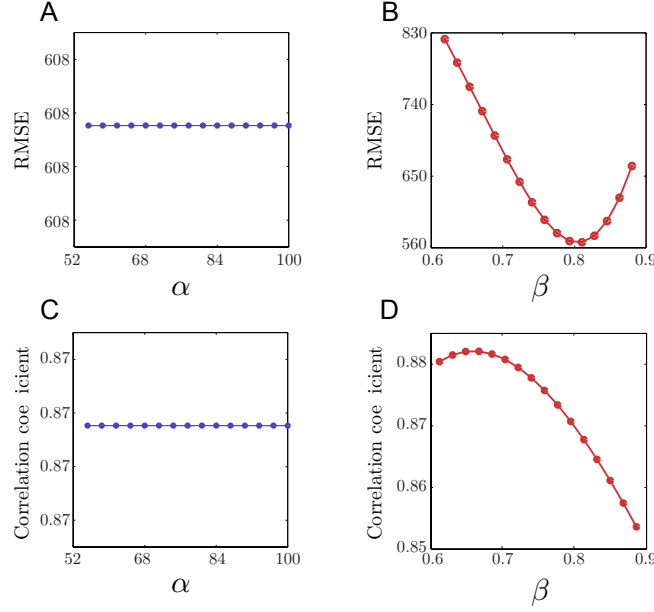 A
RMSE
608
608
608
608
52 68 84 100
α
B
RMSE
830
740
650
560
0.6 0.7 0.8 0.9
β
C
Correlation coe icient
0.87
0.87
0.87
0.87
52 68 84 100
α
D
Correlation coe icient
0.88
0.87
0.86
0.85
0.6 0.7 0.8 0.9
β